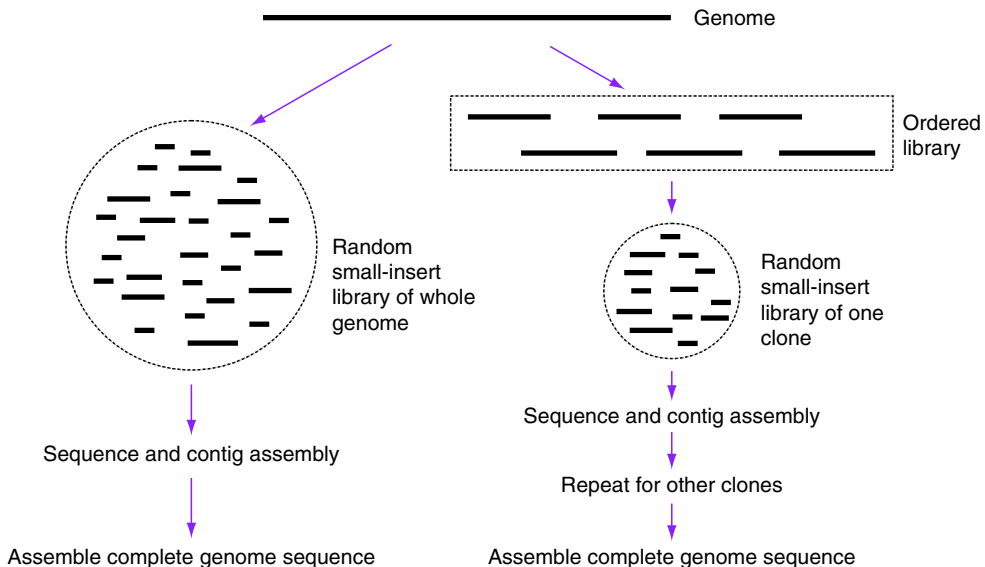 Genome
Ordered
library
Random
small-insert
library of whole
genome
Random
small-insert
library of one
clone
Sequence and contig assembly
Sequence and contig assembly
Repeat for other clones
Assemble complete genome sequence
Assemble complete genome sequence